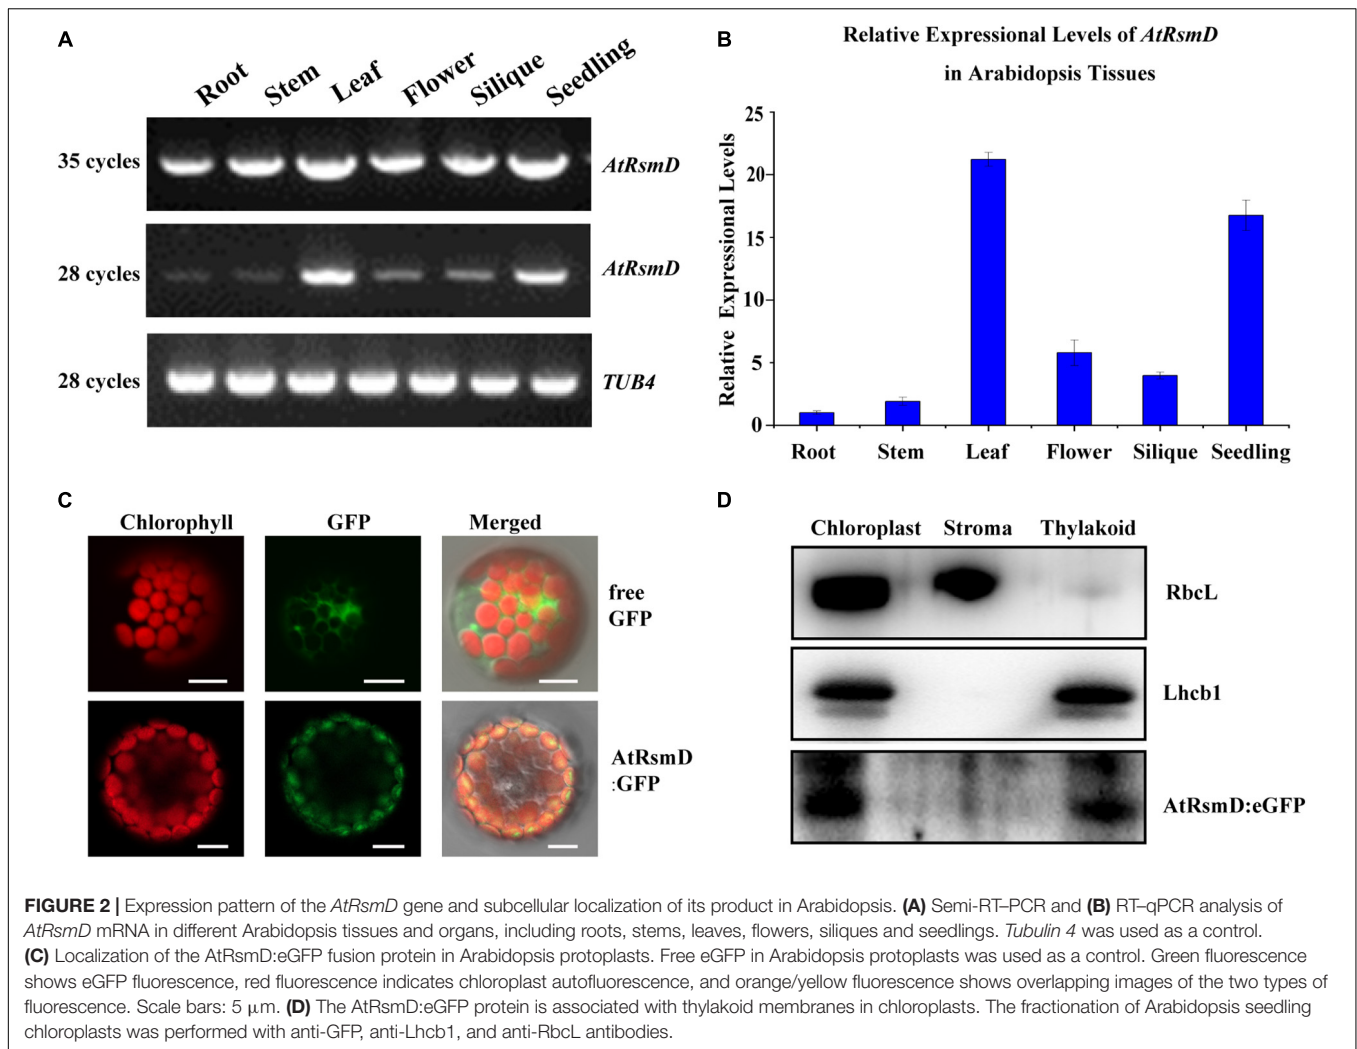 A
Root Stem Leaf Flower Silique Seedling
35 cycles AtRsmD
28 cycles AtRsmD
28 cycles TUB4
B
Relative Expressional Levels of AtRsmD
in Arabidopsis Tissues
Relative Expressional Levels
25
20
15
10
5
0
Root Stem Leaf Flower Silique Seedling
C
Chlorophyll GFP Merged
free
GFP
AtRsmD
:GFP
D
Chloroplast Stroma Thylakoid
RbcL
Lhcb1
AtRsmD:eGFP
FIGURE 2 | Expression pattern of the AtRsmD gene and subcellular localization of its product in Arabidopsis. (A) Semi-RT–PCR and (B) RT–qPCR analysis of
AtRsmD mRNA in different Arabidopsis tissues and organs, including roots, stems, leaves, flowers, siliques and seedlings. Tubulin 4 was used as a control.
(C) Localization of the AtRsmD:eGFP fusion protein in Arabidopsis protoplasts. Free eGFP in Arabidopsis protoplasts was used as a control. Green fluorescence
shows eGFP fluorescence, red fluorescence indicates chloroplast autofluorescence, and orange/yellow fluorescence shows overlapping images of the two types of
fluorescence. Scale bars: 5 μm. (D) The AtRsmD:eGFP protein is associated with thylakoid membranes in chloroplasts. The fractionation of Arabidopsis seedling
chloroplasts was performed with anti-GFP, anti-Lhcb1, and anti-RbcL antibodies.